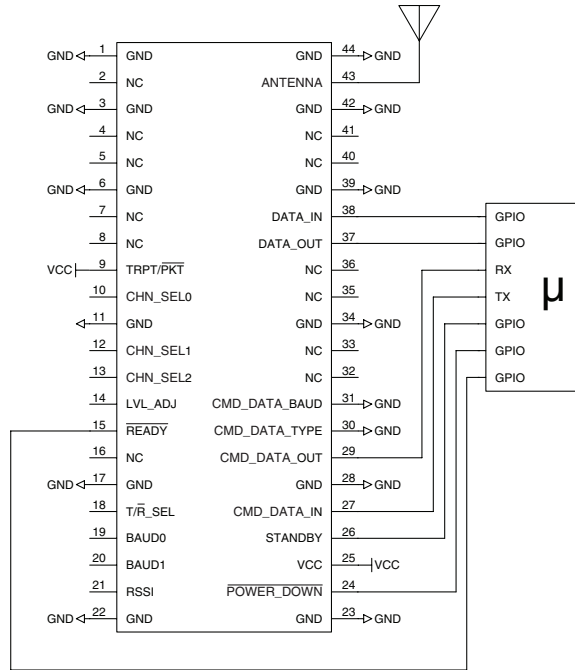 GND 1 GND GND 44 GND
2 NC ANTENNA 43
GND 3 GND GND 42 GND
4 NC NC 41
5 NC NC 40
GND 6 GND GND 39 GND
7 NC DATA_IN 38 GPIO
8 NC DATA_OUT 37 GPIO
VCC 9 TRPT/PKT NC 36 RX
10 CHN_SEL0 NC 35 TX
µ
11 GND GND 34 GND GPIO
12 CHN_SEL1 NC 33 GPIO
13 CHN_SEL2 NC 32 GPIO
14 LVL_ADJ CMD_DATA_BAUD 31 GND
15 READY CMD_DATA_TYPE 30 GND
16 NC CMD_DATA_OUT 29
GND 17 GND GND 28 GND
18 T/R_SEL CMD_DATA_IN 27
19 BAUD0 STANDBY 26
20 BAUD1 VCC 25 VCC
21 RSSI POWER_DOWN 24
GND 22 GND GND 23 GND